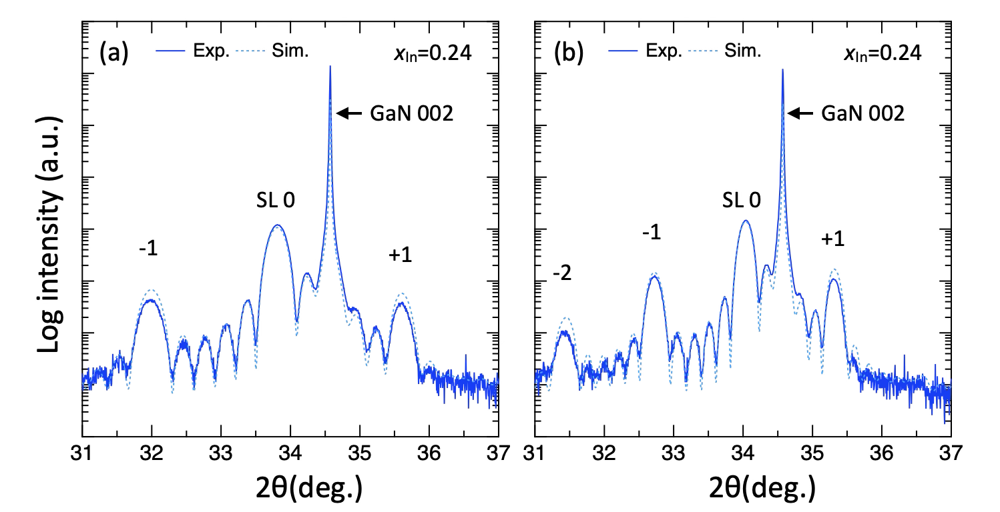 (a) Exp. Sim. xIn=0.24
GaN 002
SL 0
-1
+1
(b) Exp. Sim. xIn=0.24
GaN 002
SL 0
-1
+1
-2
Log intensity (a.u.)
31 32 33 34 35 36 37
31 32 33 34 35 36 37
2θ(deg.)
2θ(deg.)